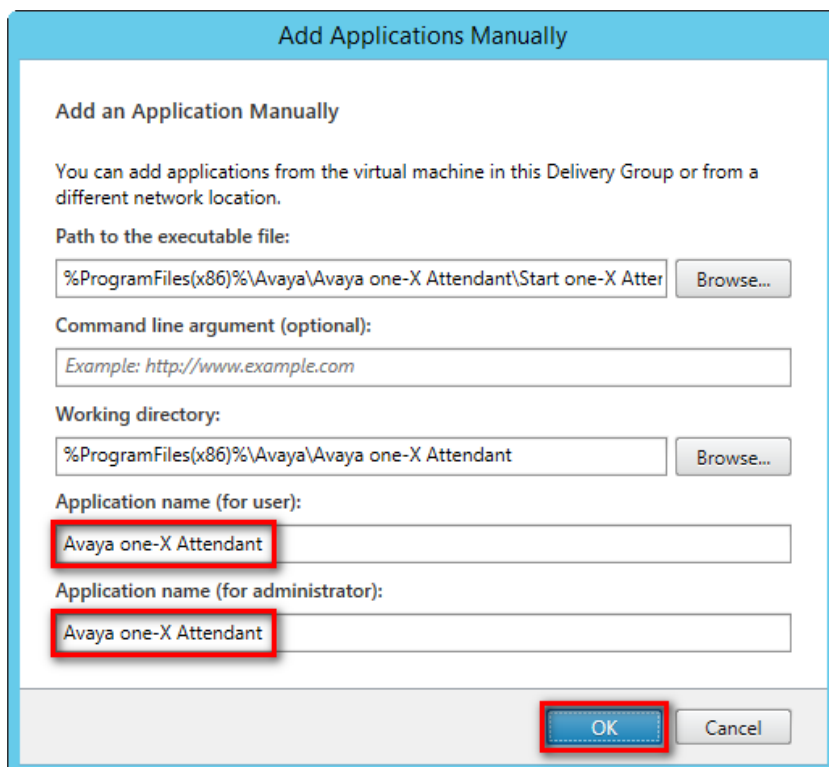 Add Applications Manually
Add an Application Manually
You can add applications from the virtual machine in this Delivery Group or from a
different network location.
Path to the executable file:
%ProgramFiles(x86)%\Avaya\Avaya one-X Attendant\Start one-X Atter
Browse...
Command line argument (optional):
Example: http://www.example.com
Working directory:
%ProgramFiles(x86)%\Avaya\Avaya one-X Attendant
Browse...
Application name (for user):
Avaya one-X Attendant
Application name (for administrator):
Avaya one-X Attendant
OK
Cancel